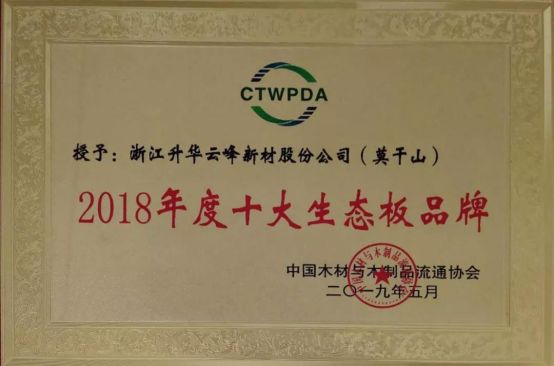 CTWPDA
授予：浙江升华云峰新材股份公司（莫干山）
2018年度十大生态板品牌
中国木材与木制品流通协会
二〇一九年五月